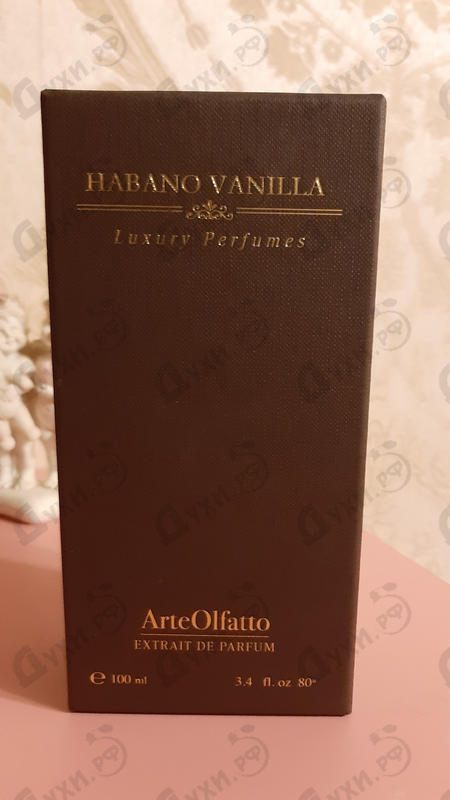 HABANO VANILLA
Luxury Perfumes
ArteOlfatto
EXTRAIT DE PARFUM
℮ 100 ml 3.4 fl. oz 80°
Духи.рф